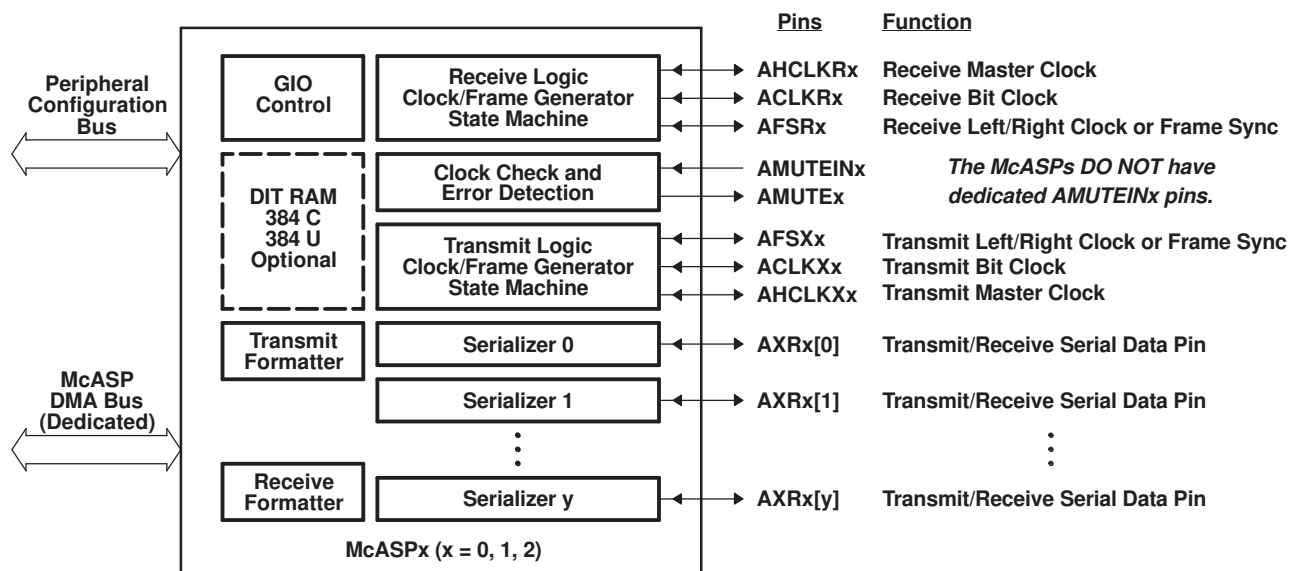 Pins Function
Peripheral
Configuration
Bus
GIO
Control
Receive Logic
Clock/Frame Generator
State Machine
AHCLKRx Receive Master Clock
ACLKRx Receive Bit Clock
AFSRx Receive Left/Right Clock or Frame Sync
DIT RAM
384 C
384 U
Optional
Clock Check and
Error Detection
AMUTEINx
AMUTEx
The McASPs DO NOT have
dedicated AMUTEINx pins.
Transmit Logic
Clock/Frame Generator
State Machine
AFSXx Transmit Left/Right Clock or Frame Sync
ACLKXx Transmit Bit Clock
AHCLKXx Transmit Master Clock
Transmit
Formatter
Serializer 0
AXRx[0] Transmit/Receive Serial Data Pin
McASP
DMA Bus
(Dedicated)
Serializer 1
AXRx[1] Transmit/Receive Serial Data Pin
Receive
Formatter
Serializer y
AXRx[y] Transmit/Receive Serial Data Pin
McASPx (x = 0, 1, 2)